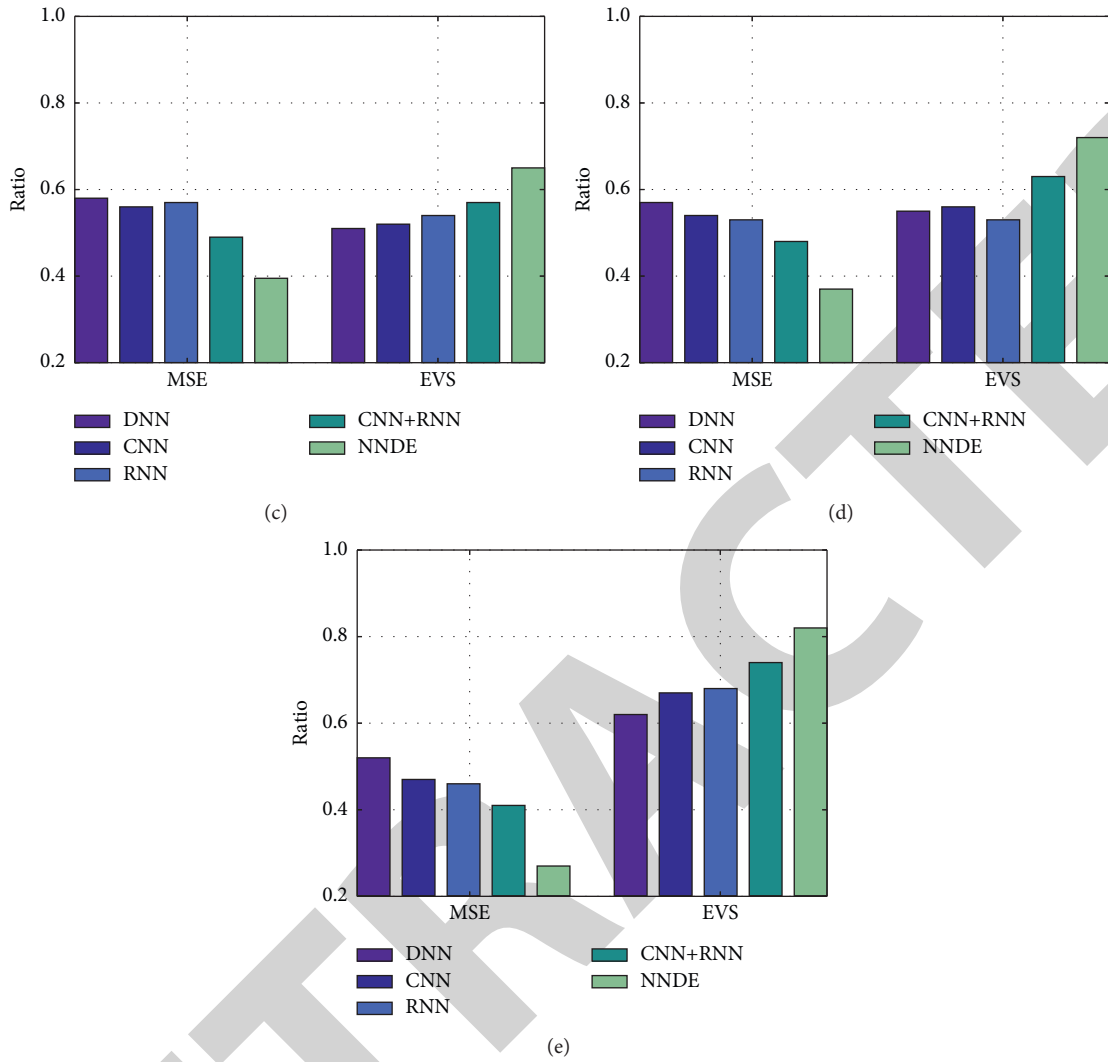 1.0
0.8
0.6
0.4
0.2
Ratio
MSE EVS
DNN CNN+RNN
CNN NNDE
RNN
(c)
1.0
0.8
0.6
0.4
0.2
Ratio
MSE EVS
DNN CNN+RNN
CNN NNDE
RNN
(d)
1.0
0.8
0.6
0.4
0.2
Ratio
MSE EVS
DNN CNN+RNN
CNN NNDE
RNN
(e)
TRACTE